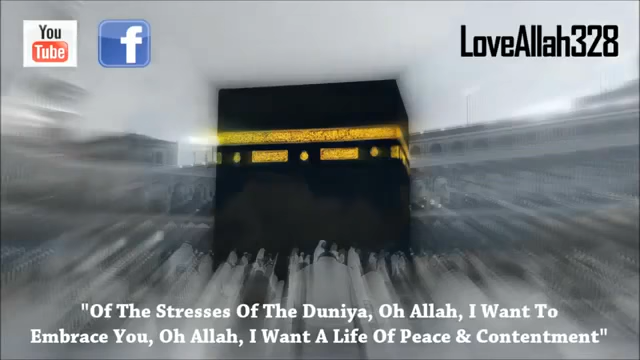 You
Tube
f
LoveAllah328
"Of The Stresses Of The Duniya, Oh Allah, I Want To
Embrace You, Oh Allah, I Want A Life Of Peace & Contentment"